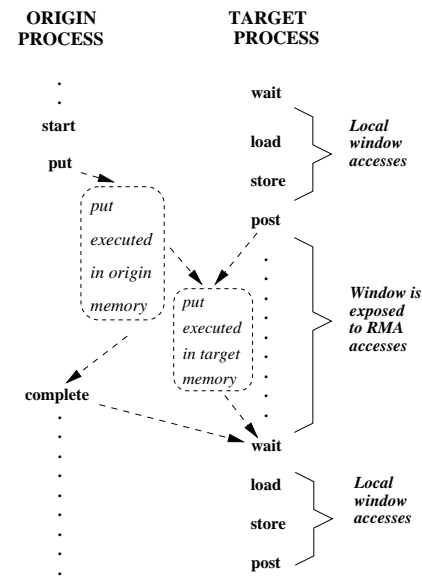 ORIGIN
PROCESS
TARGET
PROCESS
wait
start
load
put
store
Local
window
accesses
post
put
executed
in origin
memory
put
executed
in target
memory
Window is
exposed
to RMA
accesses
complete
wait
load
store
post
Local
window
accesses